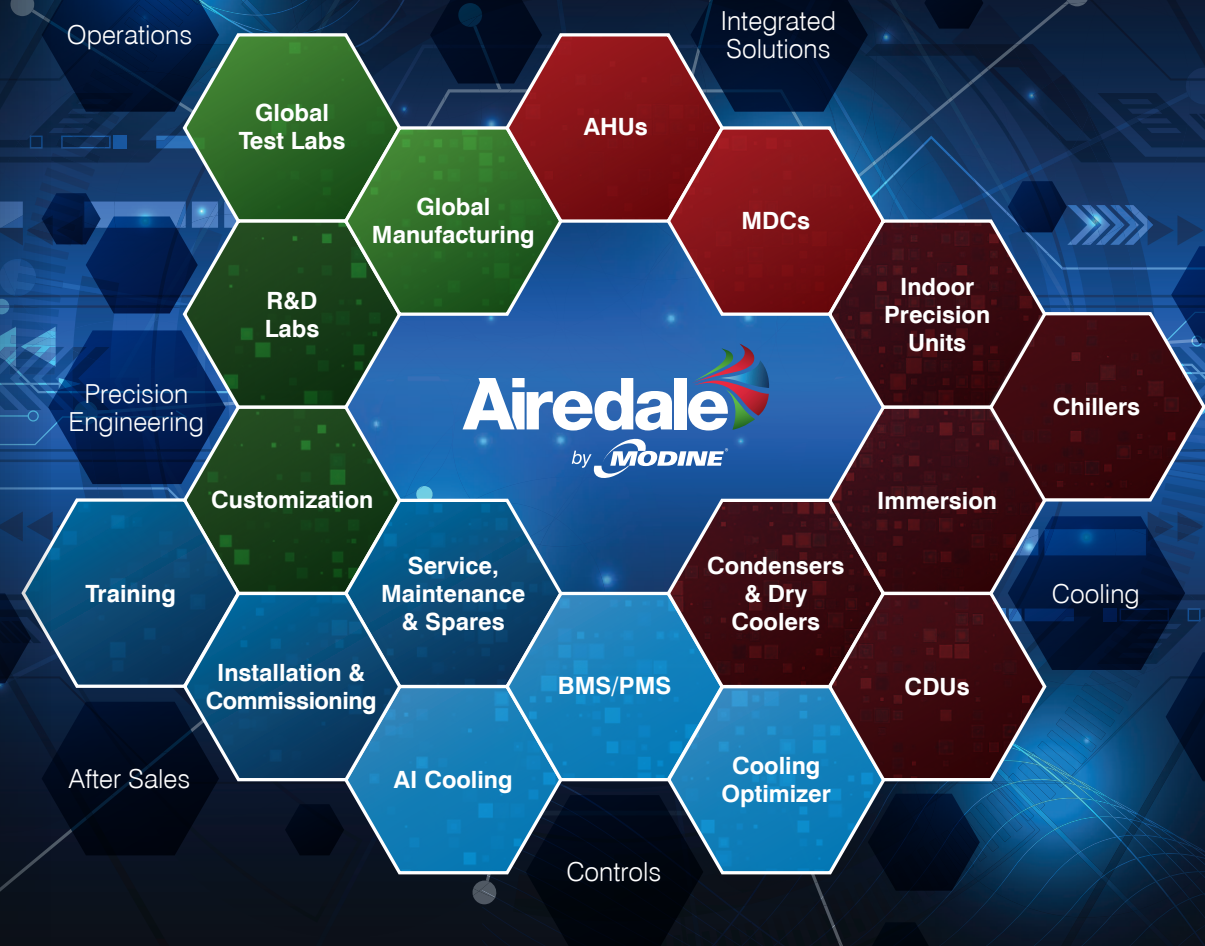 Operations
Integrated
Solutions
Global
Test Labs
AHUs
Global
Manufacturing
MDCs
R&D
Labs
Indoor
Precision
Units
Precision
Engineering
Airedale
by MODINE
Chillers
Customization
Immersion
Training
Service,
Maintenance
& Spares
Condensers
& Dry
Coolers
Cooling
Installation &
Commissioning
BMS/PMS
CDUs
After Sales
AI Cooling
Cooling
Optimizer
Controls